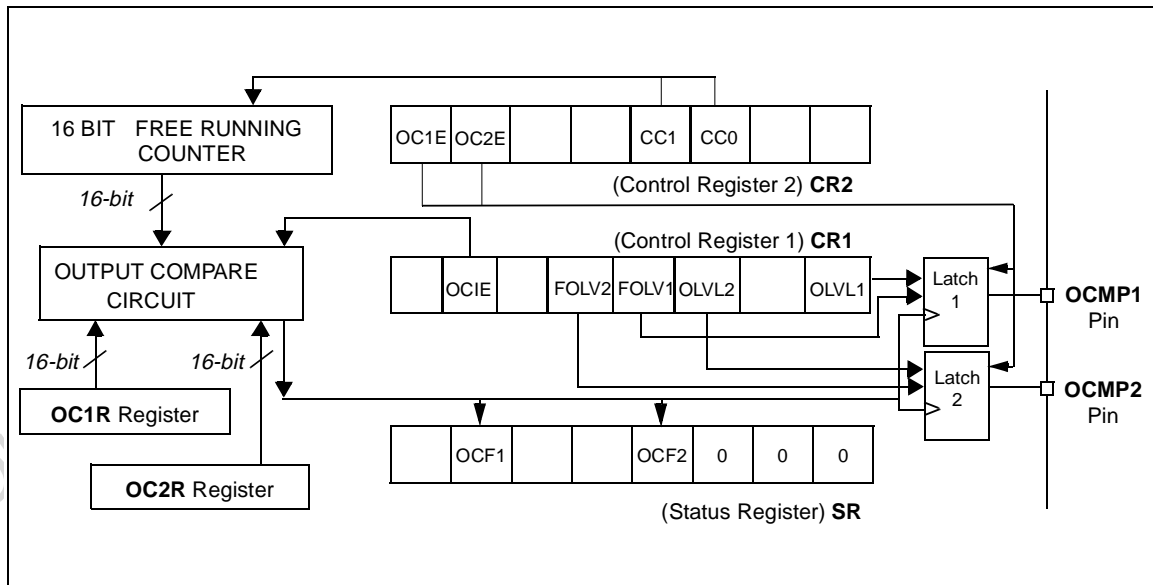 16 BIT FREE RUNNING
COUNTER
16-bit
OC1E OC2E CC1 CC0
(Control Register 2) CR2
(Control Register 1) CR1
OUTPUT COMPARE
CIRCUIT
OCIE FOLV2 FOLV1 OLVL2 OLVL1
Latch
1
OCMP1
Pin
16-bit
16-bit
Latch
2
OCMP2
Pin
OC1R Register
OCF1 OCF2 0 0 0
OC2R Register
(Status Register) SR